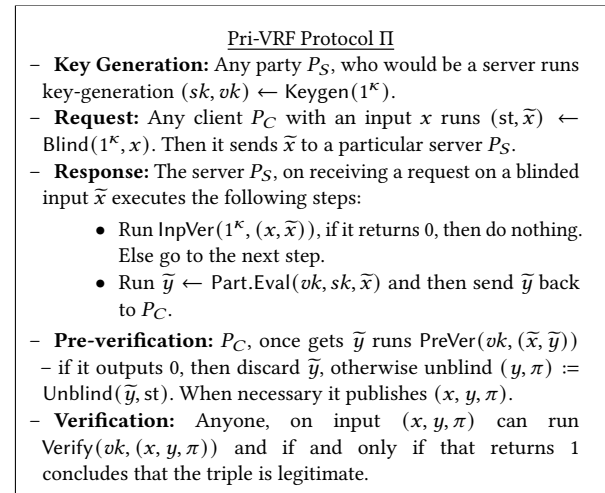 Pri-VRF Protocol Π
– Key Generation: Any party P_S, who would be a server runs
key-generation (sk, vk) ← Keygen(1^κ).
– Request: Any client P_C with an input x runs (st, x̃) ←
Blind(1^κ, x). Then it sends x̃ to a particular server P_S.
– Response: The server P_S, on receiving a request on a blinded
input x̃ executes the following steps:
• Run InpVer(1^κ, (x, x̃)), if it returns 0, then do nothing.
Else go to the next step.
• Run ỹ ← Part.Eval(vk, sk, x̃) and then send ỹ back
to P_C.
– Pre-verification: P_C, once gets ỹ runs PreVer(vk, (x̃, ỹ))
– if it outputs 0, then discard ỹ, otherwise unblind (y, π) :=
Unblind(ỹ, st). When necessary it publishes (x, y, π).
– Verification: Anyone, on input (x, y, π) can run
Verify(vk, (x, y, π)) and if and only if that returns 1
concludes that the triple is legitimate.